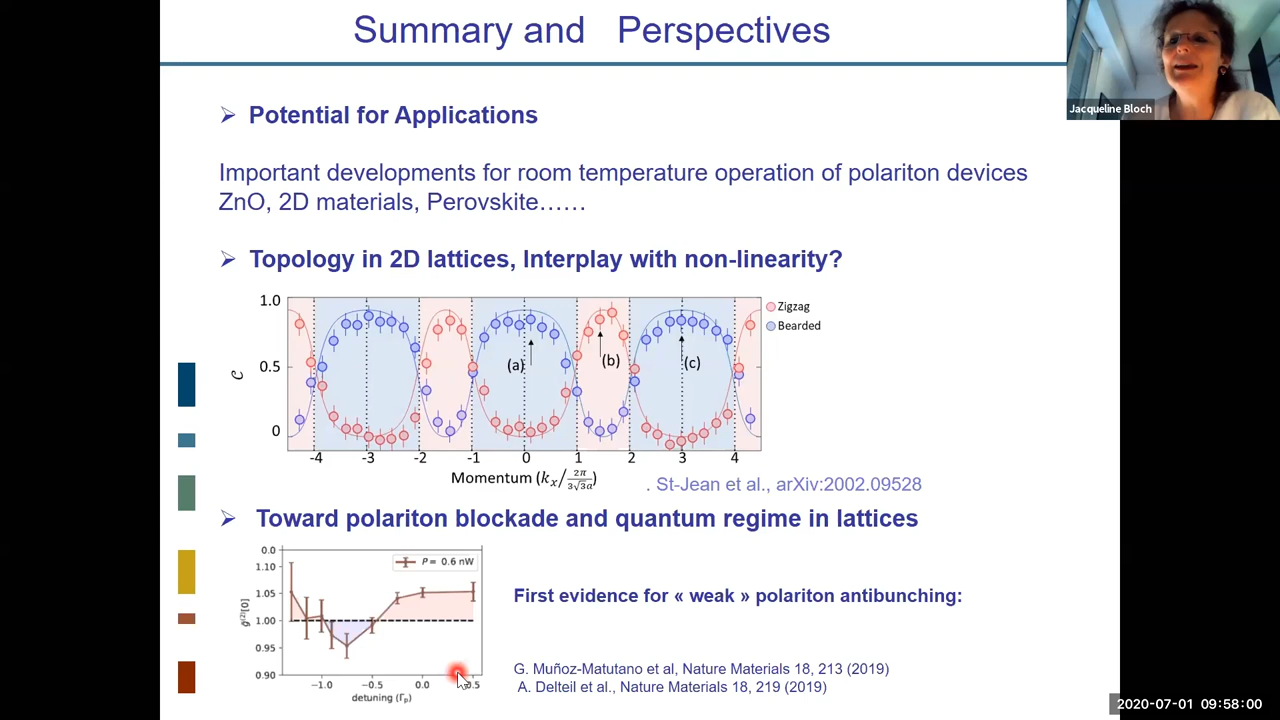 Summary and Perspectives
Jacqueline Bloch
➢ Potential for Applications
Important developments for room temperature operation of polariton devices
ZnO, 2D materials, Perovskite……
➢ Topology in 2D lattices, Interplay with non-linearity?
1.0
0.5
0
𝒞
(a)
(b)
(c)
Zigzag
Bearded
-4 -3 -2 -1 0 1 2 3 4
Momentum (kₓ/ 2π/3√3a)
. St-Jean et al., arXiv:2002.09528
➢ Toward polariton blockade and quantum regime in lattices
0.0
1.10
1.05
1.00
0.95
0.90
g̃⁽²⁾[0]
P = 0.6 nW
−1.0 −0.5 0.0 0.5
detuning (Γₚ)
First evidence for « weak » polariton antibunching:
G. Muñoz-Matutano et al, Nature Materials 18, 213 (2019)
A. Delteil et al., Nature Materials 18, 219 (2019)
2020-07-01 09:58:00